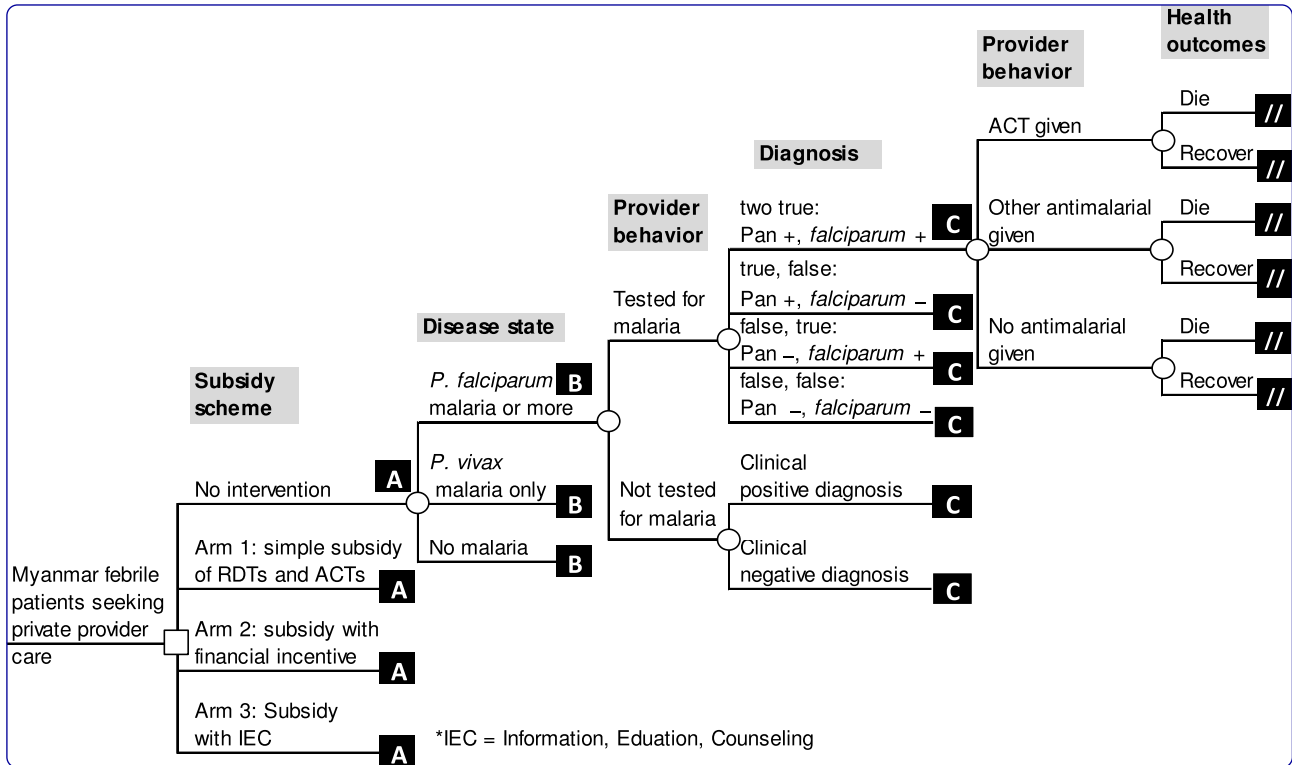 Health
outcomes
Provider
behavior
Die
//
ACT given
Recover
//
Diagnosis
Provider
behavior
two true:
Pan +, falciparum +
C
Other antimalarial
given
Die
//
Recover
//
true, false:
Pan +, falciparum –
C
Tested for
malaria
false, true:
Pan –, falciparum +
C
No antimalarial
given
Die
//
Recover
//
false, false:
Pan –, falciparum –
C
Disease state
P. falciparum
malaria or more
B
Subsidy
scheme
P. vivax
malaria only
B
Not tested
for malaria
Clinical
positive diagnosis
C
No intervention
A
No malaria
B
Clinical
negative diagnosis
C
Arm 1: simple subsidy
of RDTs and ACTs
A
Myanmar febrile
patients seeking
private provider
care
Arm 2: subsidy with
financial incentive
A
Arm 3: Subsidy
with IEC
A
*IEC = Information, Eduation, Counseling